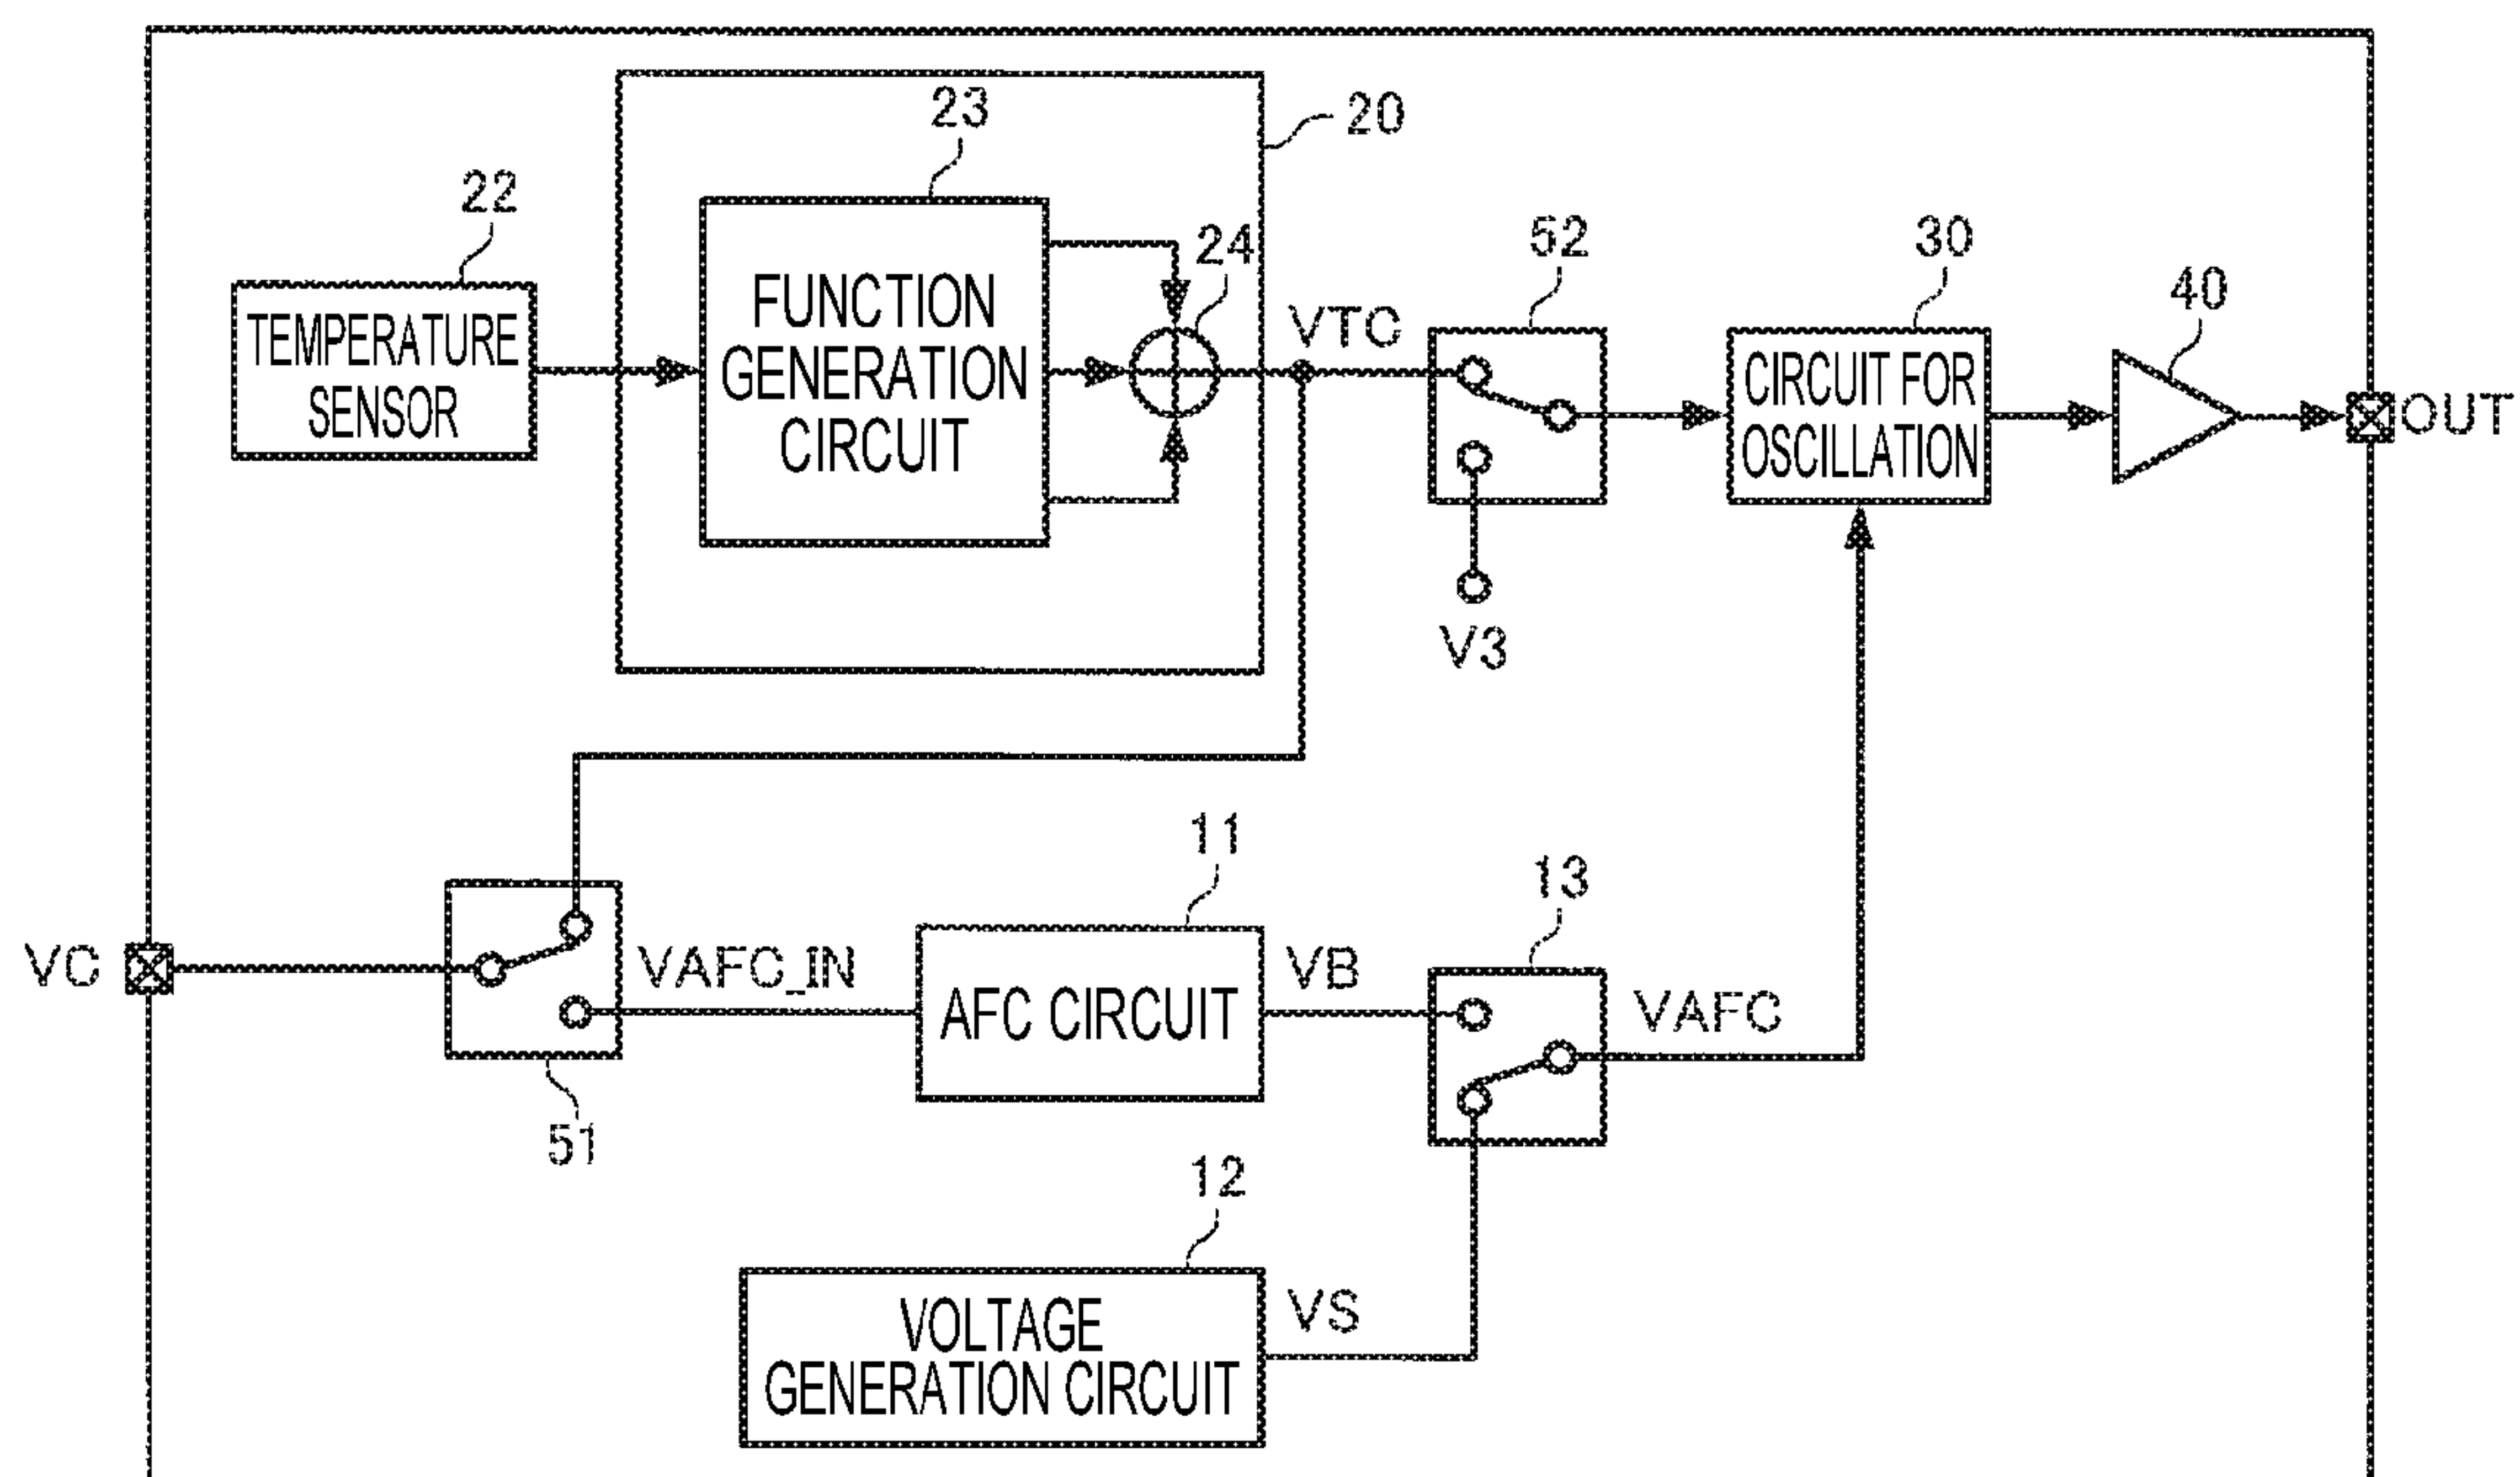 23
20
22
24
52
30
40
TEMPERATURE
SENSOR
FUNCTION
GENERATION
CIRCUIT
VTC
CIRCUIT FOR
OSCILLATION
OUT
V3
11
13
VC
VAFC_IN
AFC CIRCUIT
VB
VAFC
51
12
VOLTAGE
GENERATION CIRCUIT
VS